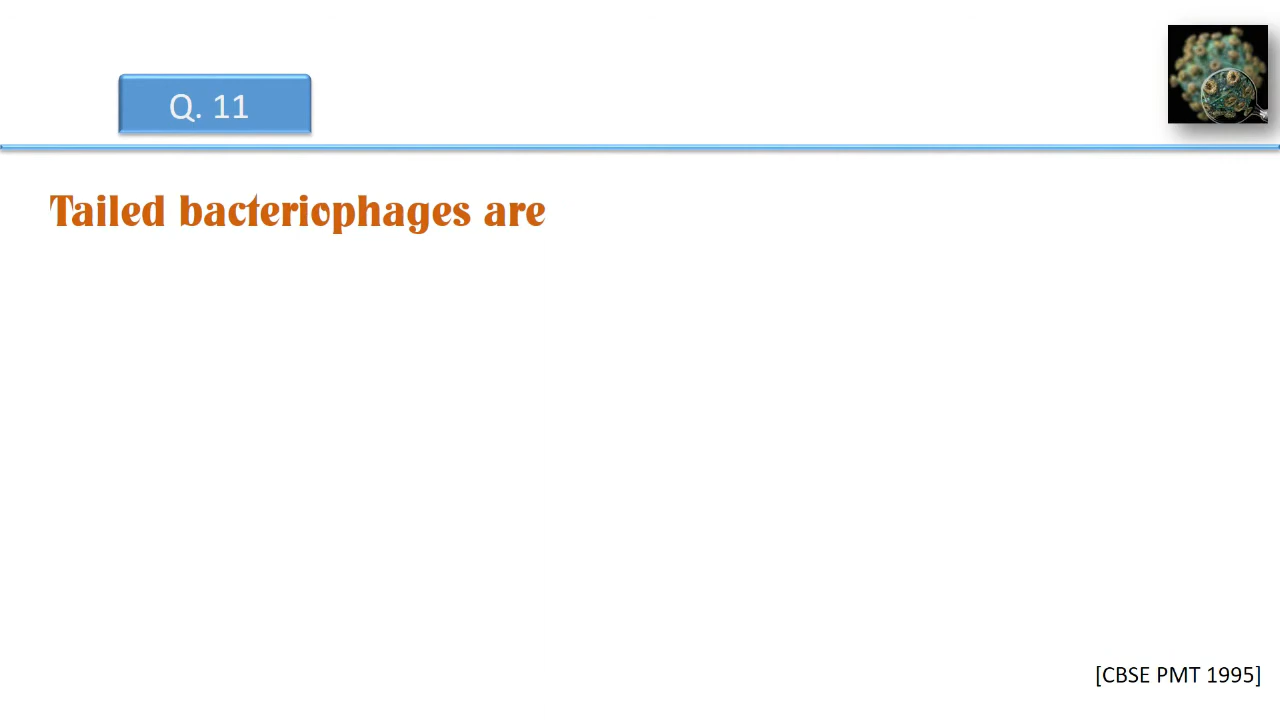 Q. 11
Tailed bacteriophages are
[CBSE PMT 1995]